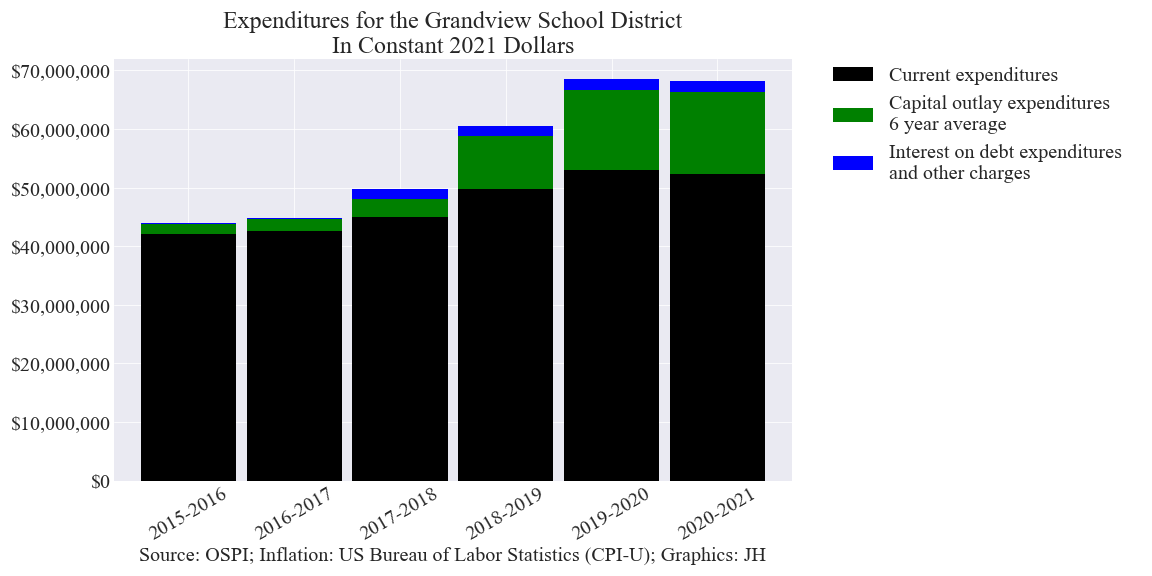 Expenditures for the Grandview School District
In Constant 2021 Dollars
$70,000,000
$60,000,000
$50,000,000
$40,000,000
$30,000,000
$20,000,000
$10,000,000
$0
2015-2016
2016-2017
2017-2018
2018-2019
2019-2020
2020-2021
Source: OSPI; Inflation: US Bureau of Labor Statistics (CPI-U); Graphics: JH
Current expenditures
Capital outlay expenditures
6 year average
Interest on debt expenditures
and other charges